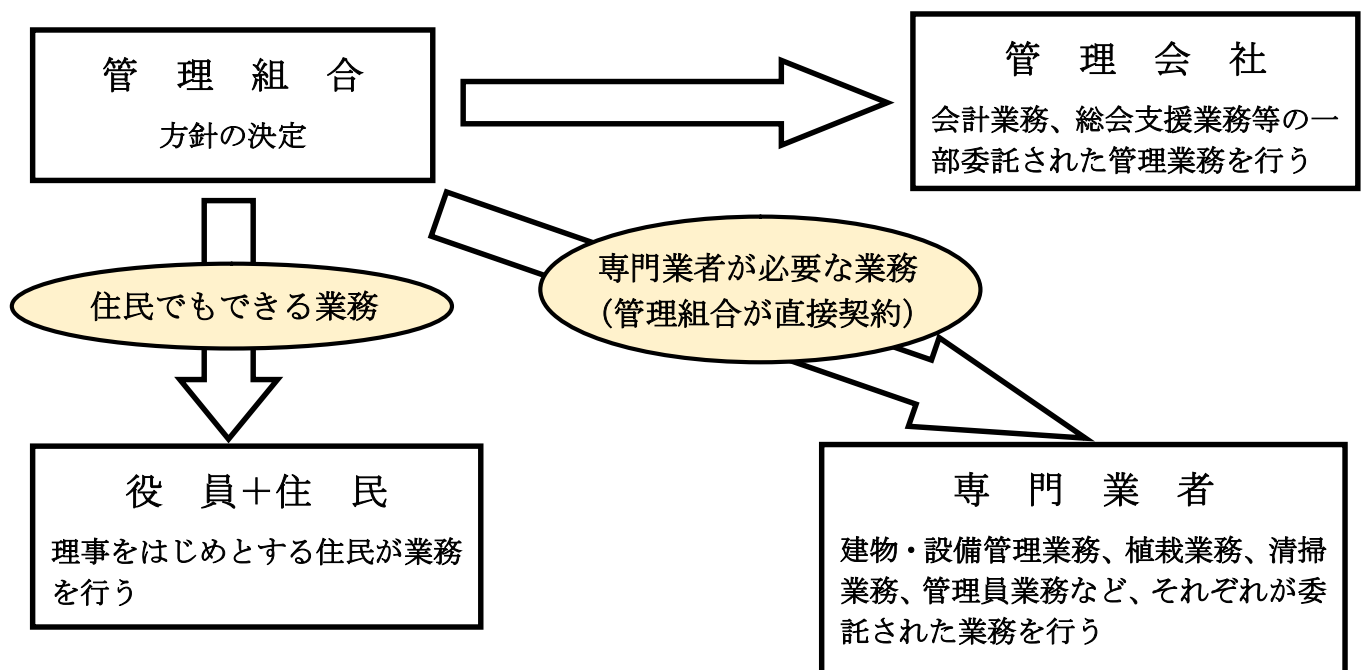 管　理　組　合
方針の決定
管　理　会　社
会計業務、総会支援業務等の一
部委託された管理業務を行う
専門業者が必要な業務
（管理組合が直接契約）
住民でもできる業務
役　員＋住　民
理事をはじめとする住民が業務
を行う
専　門　業　者
建物・設備管理業務、植栽業務、清掃
業務、管理員業務など、それぞれが委
託された業務を行う